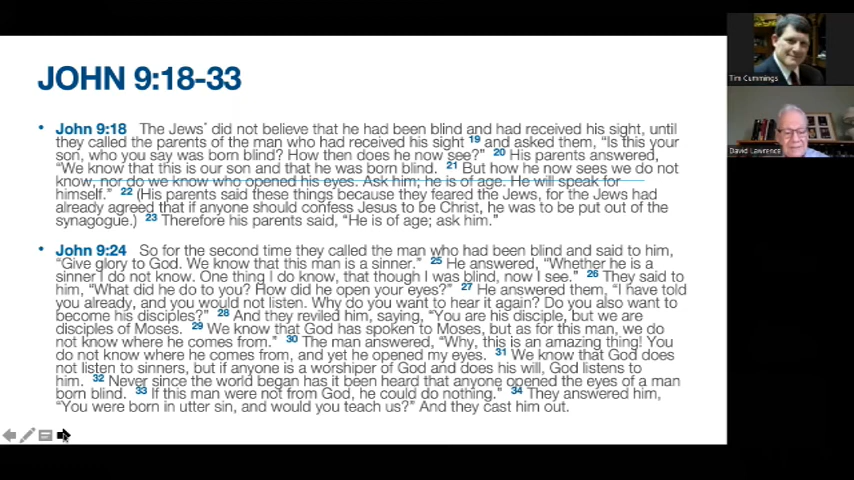 JOHN 9:18-33
• John 9:18 The Jews* did not believe that he had been blind and had received his sight, until
they called the parents of the man who had received his sight 19 and asked them, “Is this your
son, who you say was born blind? How then does he now see?” 20 His parents answered,
“We know that this is our son and that he was born blind. 21 But how he now sees we do not
know, nor do we know who opened his eyes. Ask him; he is of age. He will speak for
himself.” 22 (His parents said these things because they feared the Jews, for the Jews had
already agreed that if anyone should confess Jesus to be Christ, he was to be put out of the
synagogue.) 23 Therefore his parents said, “He is of age; ask him.”
• John 9:24 So for the second time they called the man who had been blind and said to him,
“Give glory to God. We know that this man is a sinner.” 25 He answered, “Whether he is a
sinner I do not know. One thing I do know, that though I was blind, now I see.” 26 They said to
him, “What did he do to you? How did he open your eyes?” 27 He answered them, “I have told
you already, and you would not listen. Why do you want to hear it again? Do you also want to
become his disciples?” 28 And they reviled him, saying, “You are his disciple, but we are
disciples of Moses. 29 We know that God has spoken to Moses, but as for this man, we do
not know where he comes from.” 30 The man answered, “Why, this is an amazing thing! You
do not know where he comes from, and yet he opened my eyes. 31 We know that God does
not listen to sinners, but if anyone is a worshiper of God and does his will, God listens to
him. 32 Never since the world began has it been heard that anyone opened the eyes of a man
born blind. 33 If this man were not from God, he could do nothing.” 34 They answered him,
“You were born in utter sin, and would you teach us?” And they cast him out.
Tim Cummings
David Lawrence